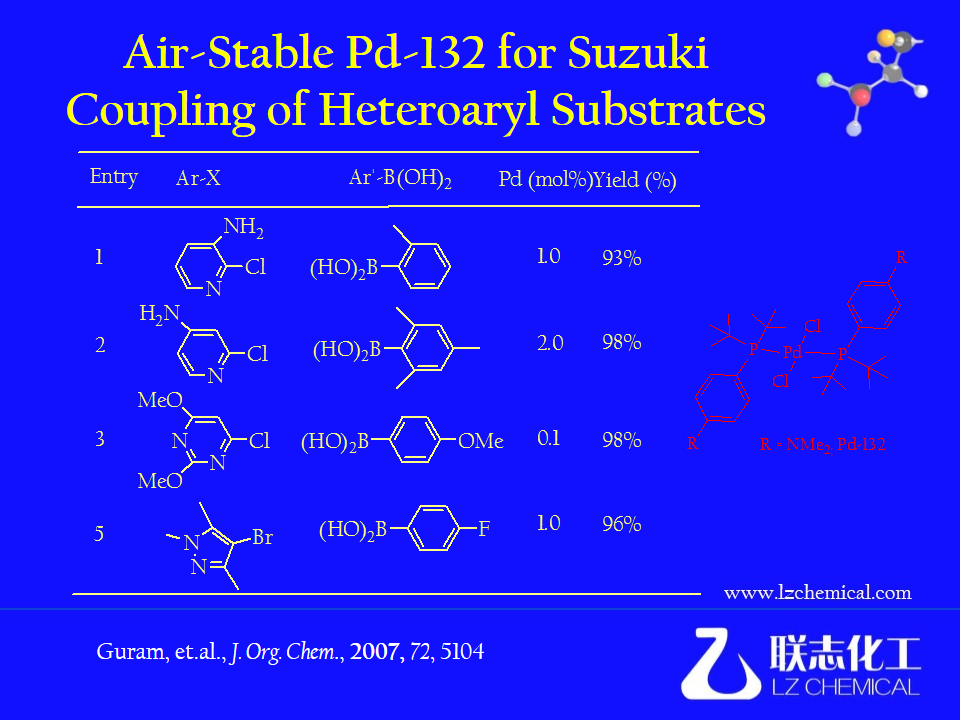 Air-Stable Pd-132 for Suzuki
Coupling of Heteroaryl Substrates
Entry Ar-X Ar'-B(OH)2 Pd (mol%) Yield (%)
NH2
1 N Cl (HO)2B 1.0 93%
H2N
2 N Cl (HO)2B 2.0 98%
MeO
3 N N Cl (HO)2B OMe 0.1 98%
MeO
5 N N Br (HO)2B F 1.0 96%
R
Cl
P Pd P
Cl
R
R = NMe2, Pd-132
www.lzchemical.com
Guram, et.al., J. Org. Chem., 2007, 72, 5104
联志化工
LZ CHEMICAL